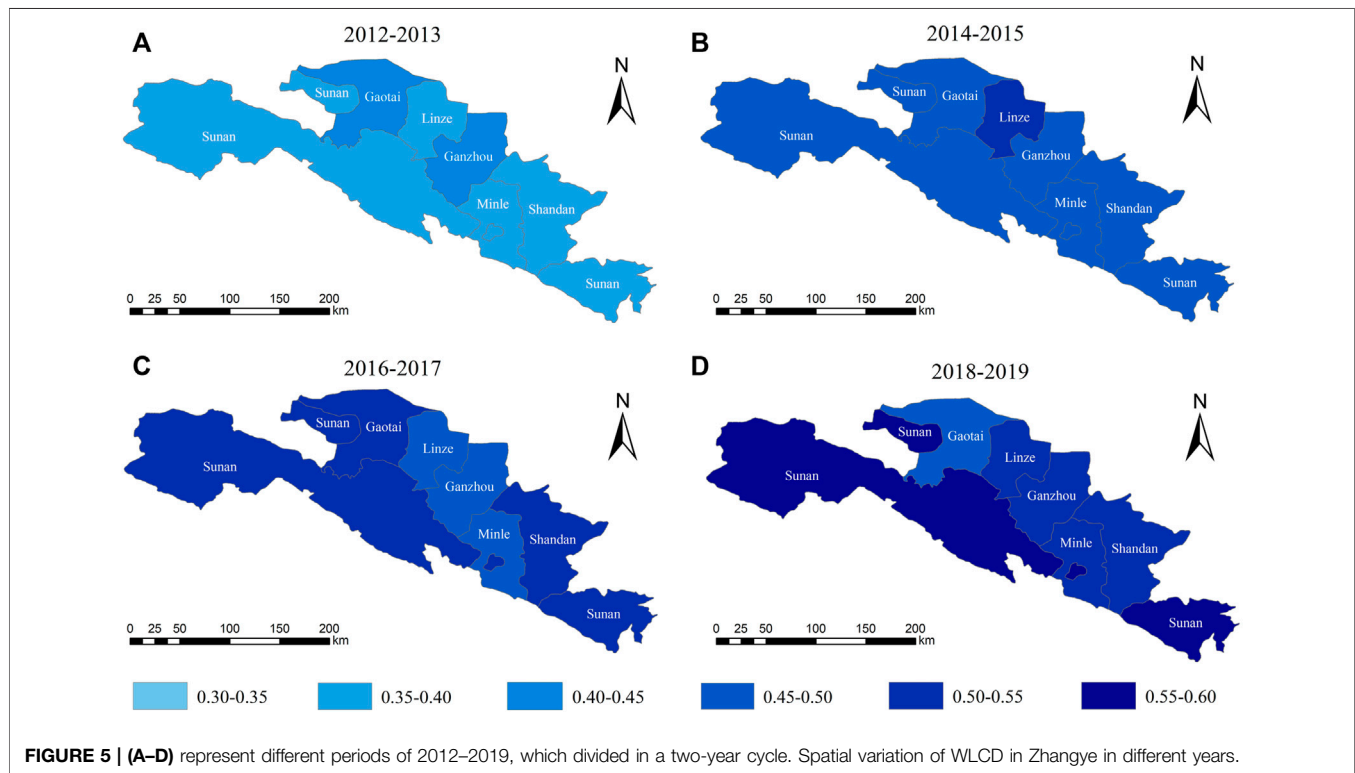 A
2012-2013
N
Sunan
Gaotai
Linze
Sunan
Ganzhou
Minle
Shandan
Sunan
0 25 50 100 150 200
km
B
2014-2015
N
Sunan
Gaotai
Linze
Sunan
Ganzhou
Minle
Shandan
Sunan
0 25 50 100 150 200
km
C
2016-2017
N
Sunan
Gaotai
Linze
Sunan
Ganzhou
Minle
Shandan
Sunan
0 25 50 100 150 200
km
D
2018-2019
N
Sunan
Gaotai
Linze
Sunan
Ganzhou
Minle
Shandan
Sunan
0 25 50 100 150 200
km
0.30-0.35 0.35-0.40 0.40-0.45 0.45-0.50 0.50-0.55 0.55-0.60
FIGURE 5 | (A–D) represent different periods of 2012–2019, which divided in a two-year cycle. Spatial variation of WLCD in Zhangye in different years.